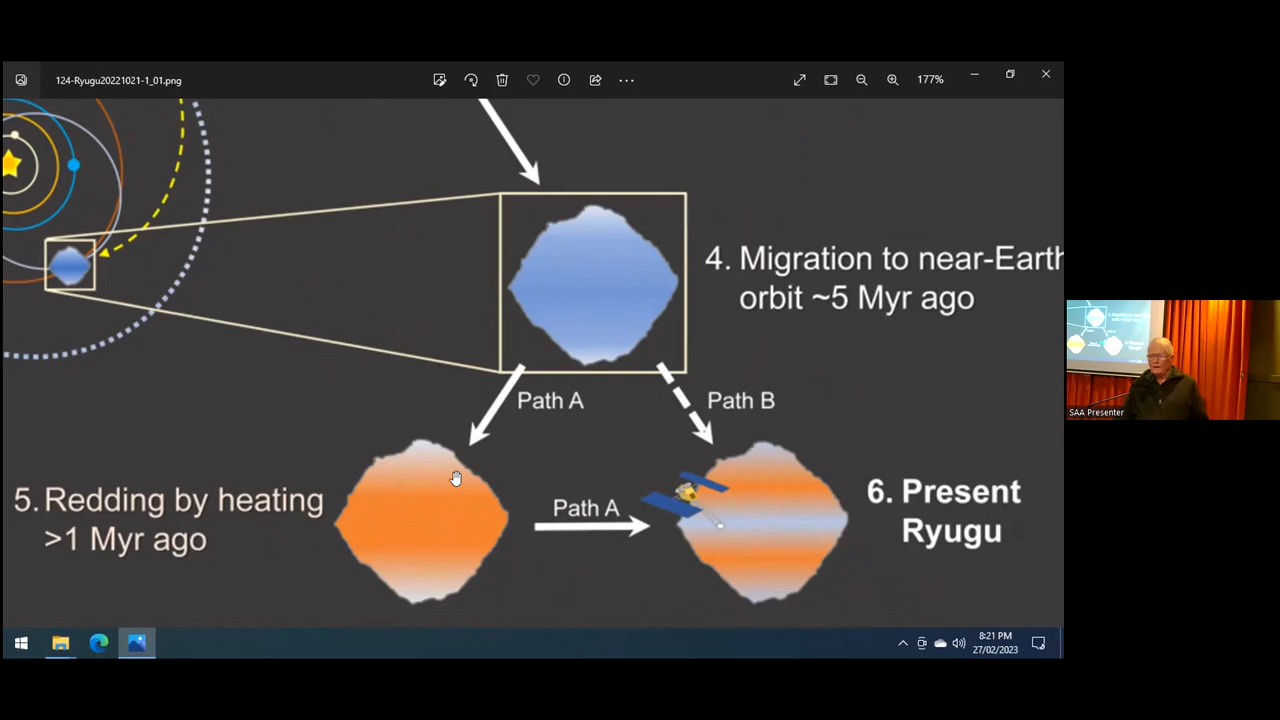 124-Ryugu20221021-1_01.png
177%
4. Migration to near-Earth
orbit ~5 Myr ago
Path A
Path B
5. Redding by heating
>1 Myr ago
Path A
6. Present
Ryugu
SAA Presenter
8:21 PM
27/02/2023